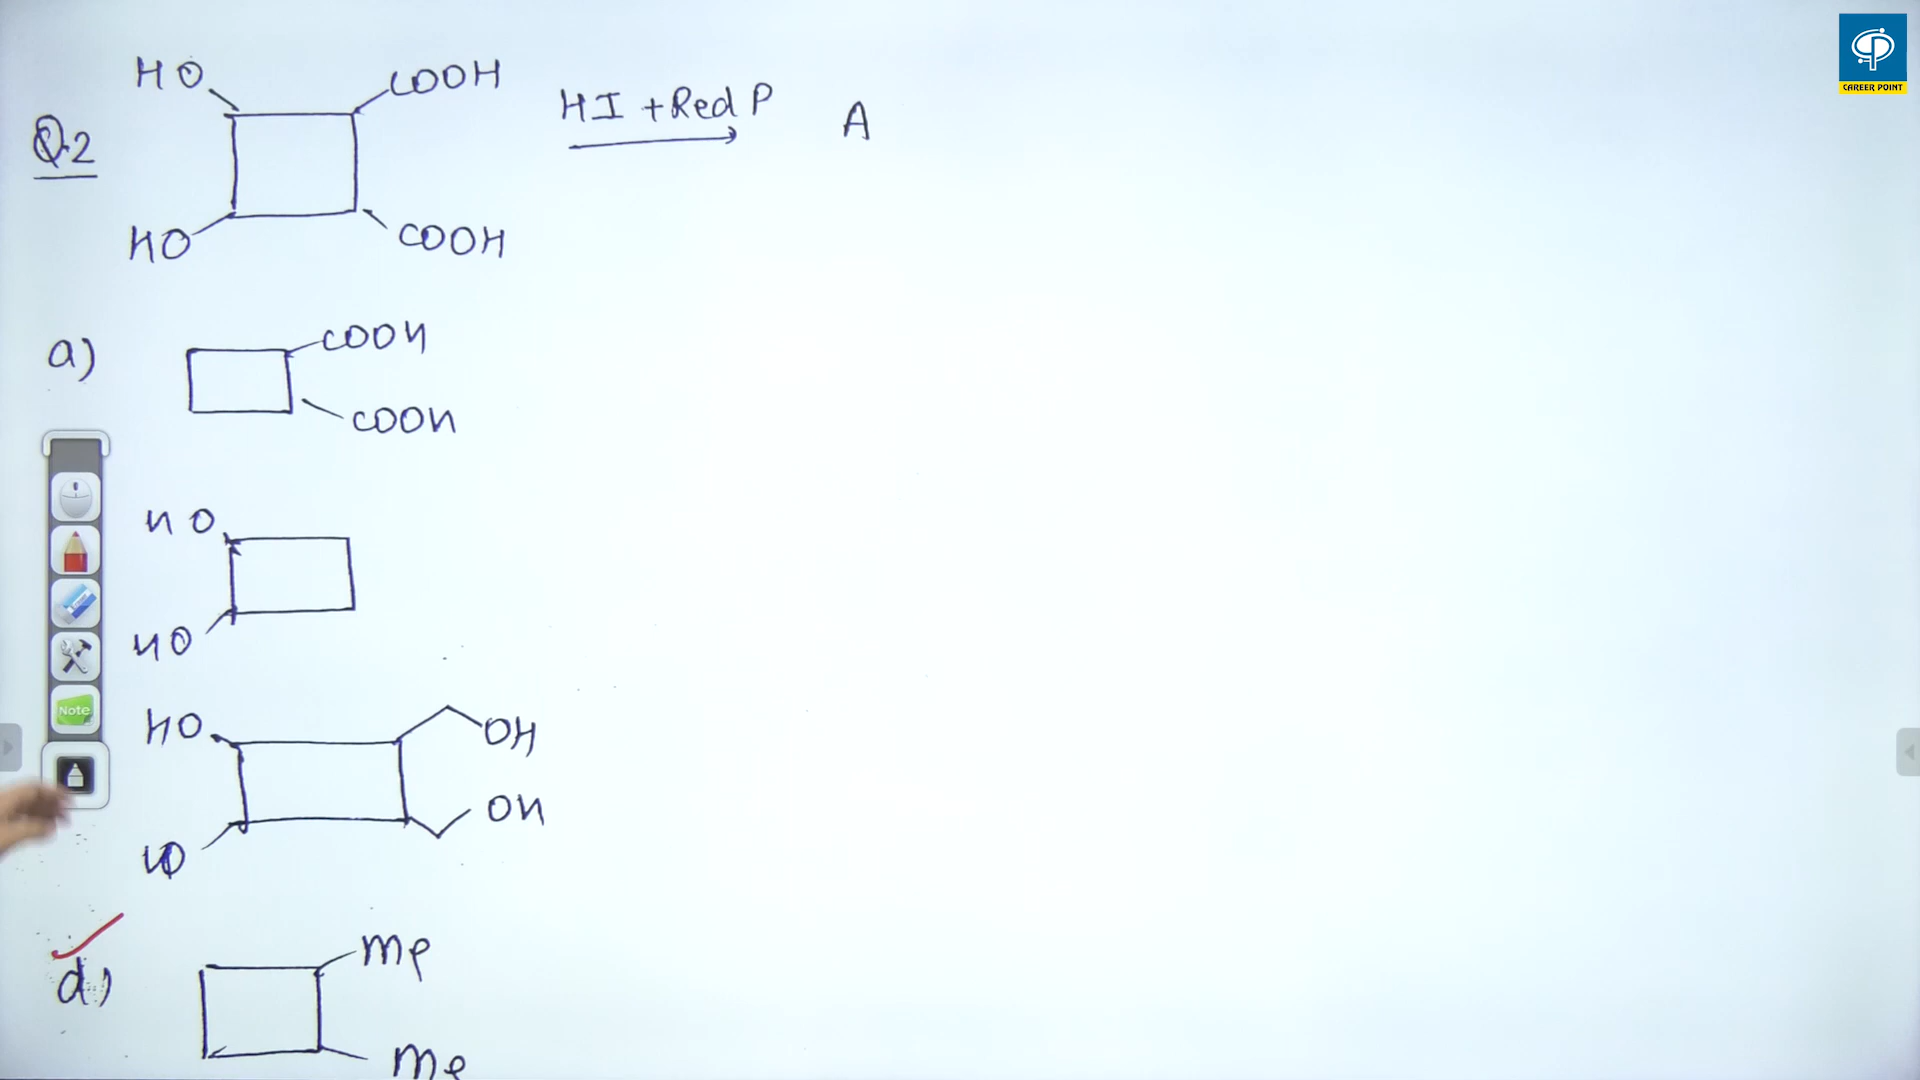 HO COOH
Q.2 HI + Red P A
HO COOH
a) COOH
COOH
HO
HO
HO OH
HO OH
d) Me
Me
CAREER POINT
Note